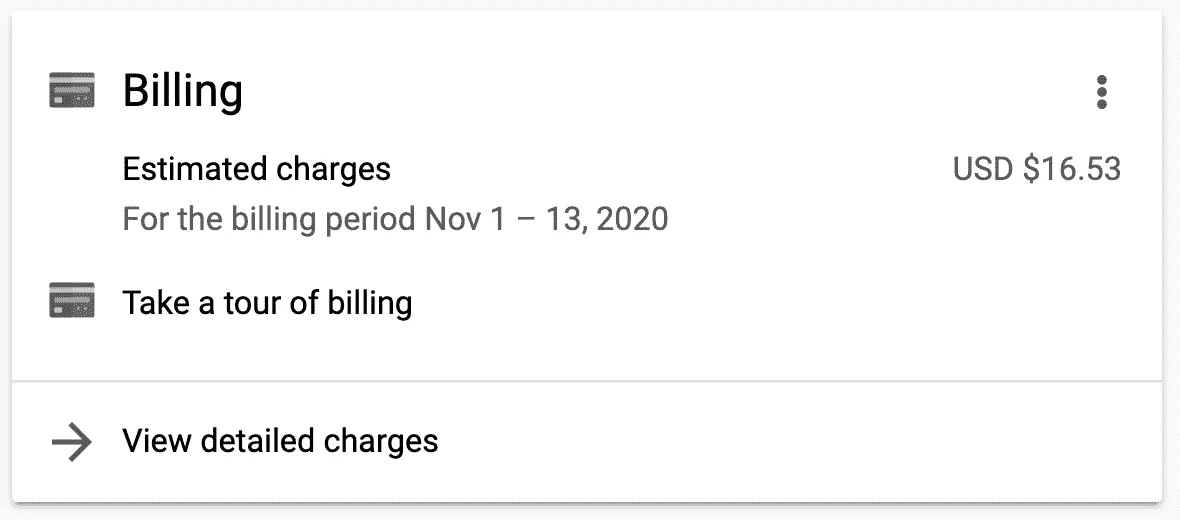 Billing
Estimated charges USD $16.53
For the billing period Nov 1 – 13, 2020
Take a tour of billing
View detailed charges